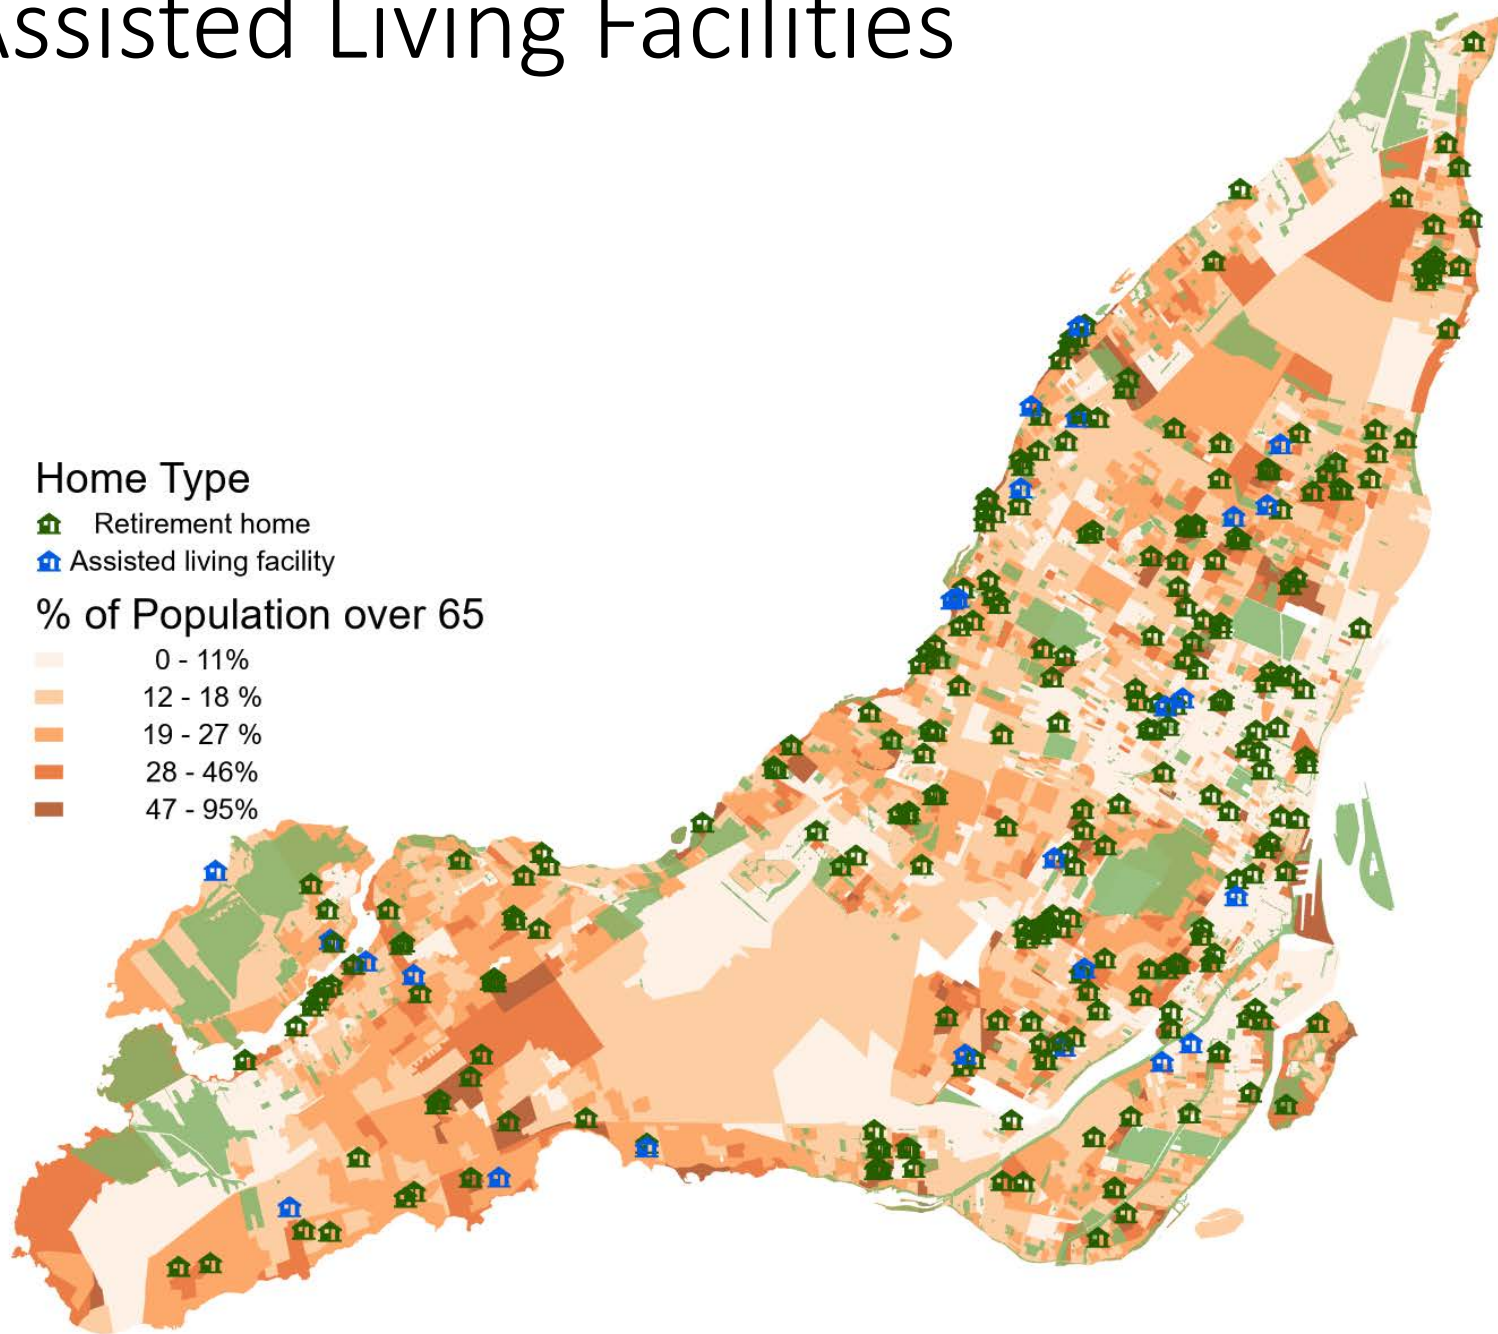 Assisted Living Facilities
Home Type
Retirement home
Assisted living facility
% of Population over 65
0 - 11%
12 - 18 %
19 - 27 %
28 - 46%
47 - 95%